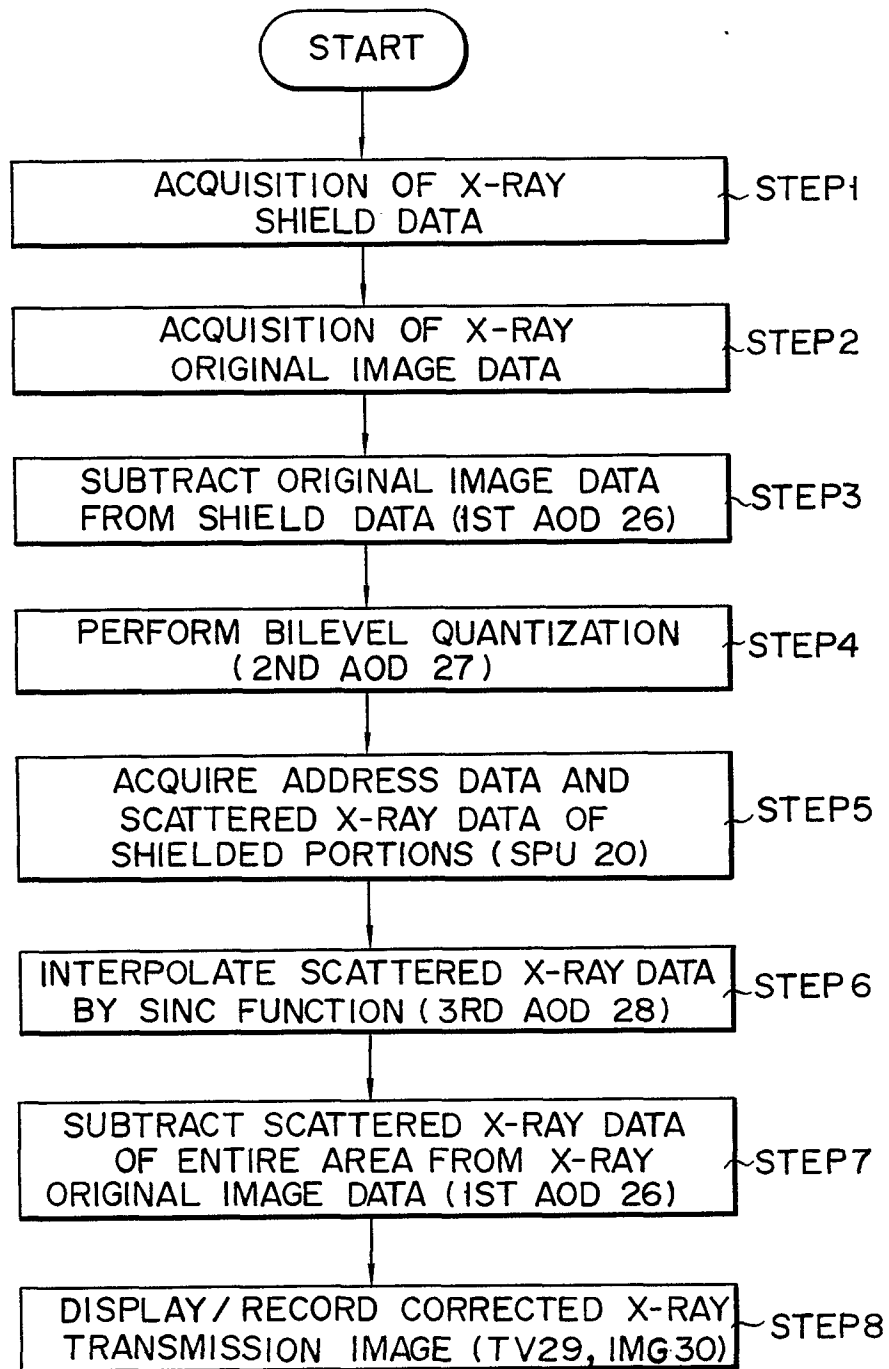 START
ACQUISITION OF X-RAY
SHIELD DATA
STEP1
ACQUISITION OF X-RAY
ORIGINAL IMAGE DATA
STEP2
SUBTRACT ORIGINAL IMAGE DATA
FROM SHIELD DATA (1ST AOD 26)
STEP3
PERFORM BILEVEL QUANTIZATION
(2ND AOD 27)
STEP4
ACQUIRE ADDRESS DATA AND
SCATTERED X-RAY DATA OF
SHIELDED PORTIONS (SPU 20)
STEP5
INTERPOLATE SCATTERED X-RAY DATA
BY SINC FUNCTION (3RD AOD 28)
STEP6
SUBTRACT SCATTERED X-RAY DATA
OF ENTIRE AREA FROM X-RAY
ORIGINAL IMAGE DATA (1ST AOD 26)
STEP7
DISPLAY/RECORD CORRECTED X-RAY
TRANSMISSION IMAGE (TV29, IMG30)
STEP8